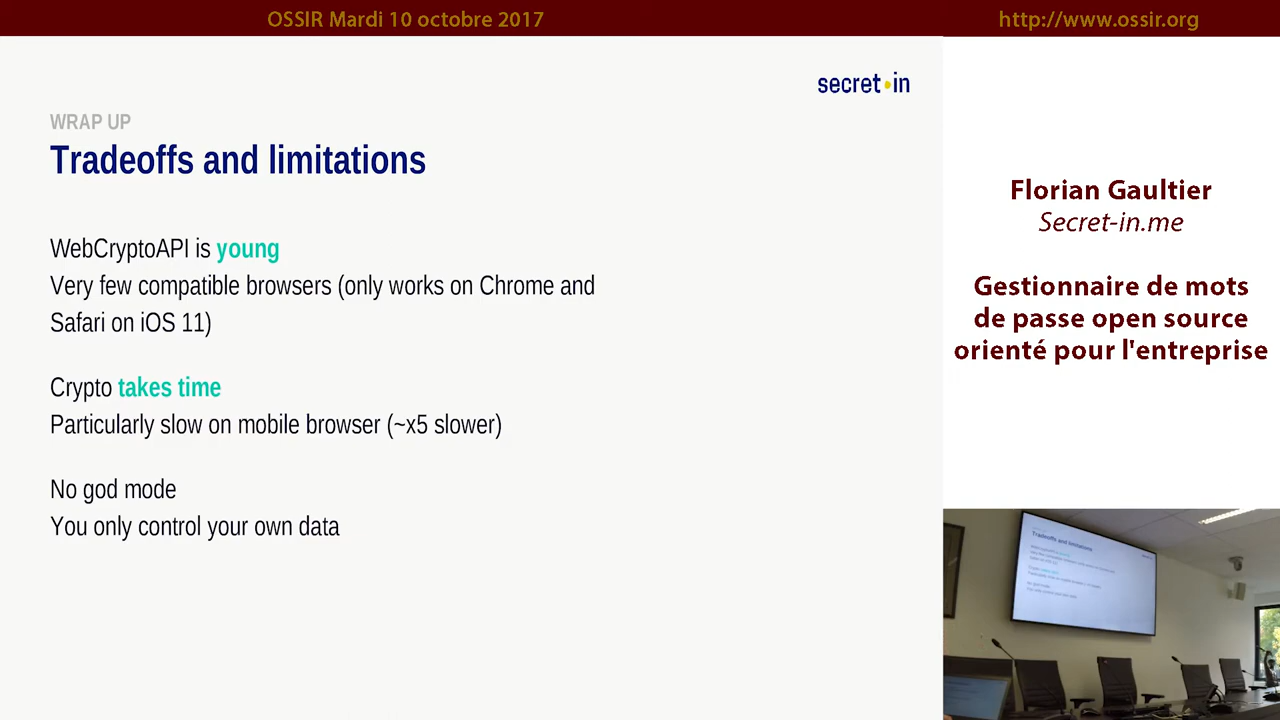 OSSIR Mardi 10 octobre 2017
http://www.ossir.org
secret•in
WRAP UP
Tradeoffs and limitations
WebCryptoAPI is young
Very few compatible browsers (only works on Chrome and
Safari on iOS 11)
Crypto takes time
Particularly slow on mobile browser (~x5 slower)
No god mode
You only control your own data
Florian Gaultier
Secret-in.me
Gestionnaire de mots
de passe open source
orienté pour l'entreprise
Tradeoffs and limitations